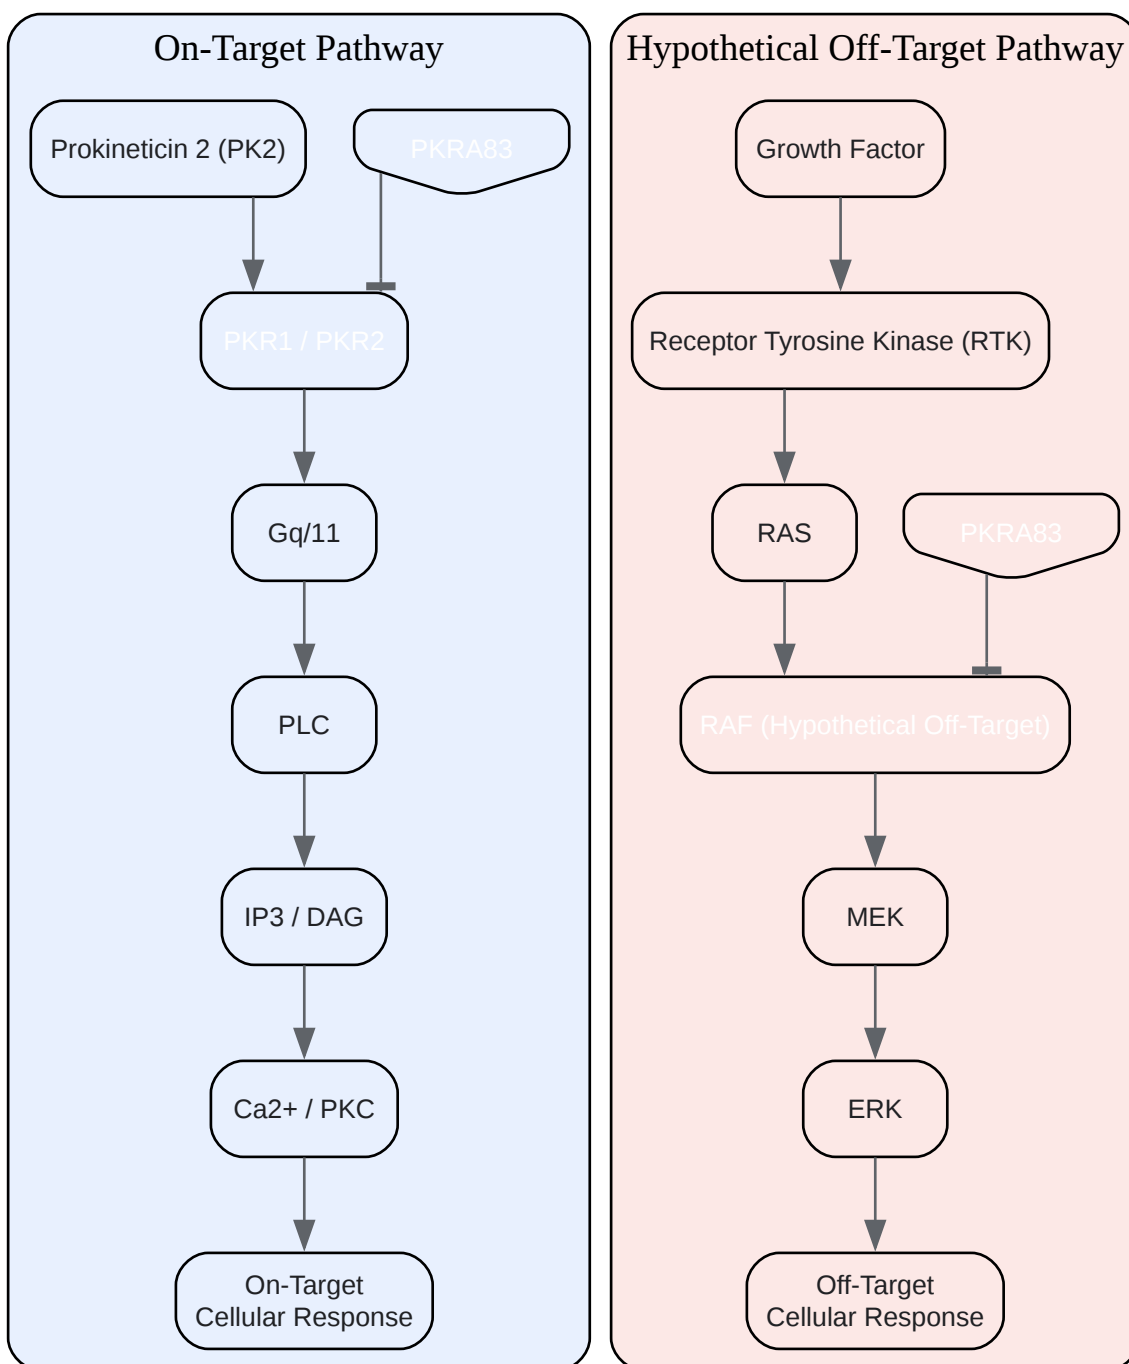 On-Target Pathway
Prokineticin 2 (PK2)
PKRA83
PKR1 / PKR2
Gq/11
PLC
IP3 / DAG
Ca2+ / PKC
On-Target
Cellular Response
Hypothetical Off-Target Pathway
Growth Factor
Receptor Tyrosine Kinase (RTK)
RAS
PKRA83
RAF (Hypothetical Off-Target)
MEK
ERK
Off-Target
Cellular Response